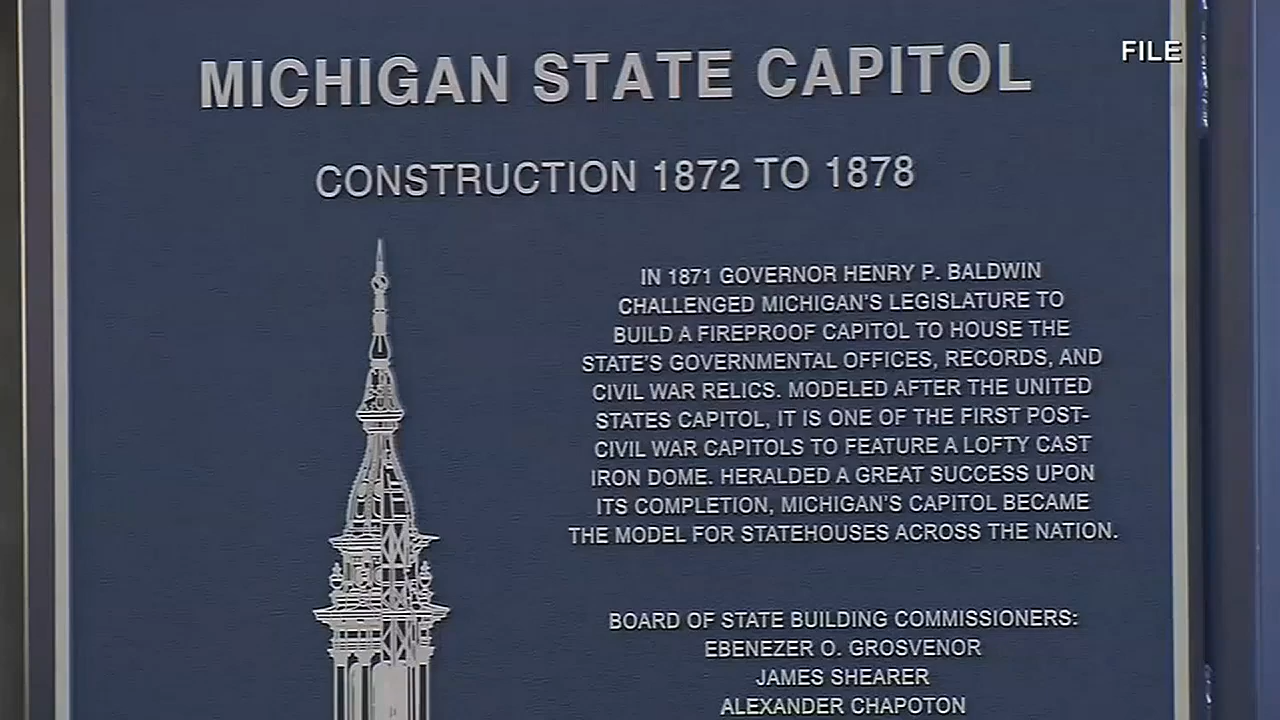 FILE
MICHIGAN STATE CAPITOL
CONSTRUCTION 1872 TO 1878
IN 1871 GOVERNOR HENRY P. BALDWIN
CHALLENGED MICHIGAN'S LEGISLATURE TO
BUILD A FIREPROOF CAPITOL TO HOUSE THE
STATE'S GOVERNMENTAL OFFICES, RECORDS, AND
CIVIL WAR RELICS. MODELED AFTER THE UNITED
STATES CAPITOL, IT IS ONE OF THE FIRST POST-
CIVIL WAR CAPITOLS TO FEATURE A LOFTY CAST
IRON DOME. HERALDED A GREAT SUCCESS UPON
ITS COMPLETION, MICHIGAN'S CAPITOL BECAME
THE MODEL FOR STATEHOUSES ACROSS THE NATION.
BOARD OF STATE BUILDING COMMISSIONERS:
EBENEZER O. GROSVENOR
JAMES SHEARER
ALEXANDER CHAPOTON